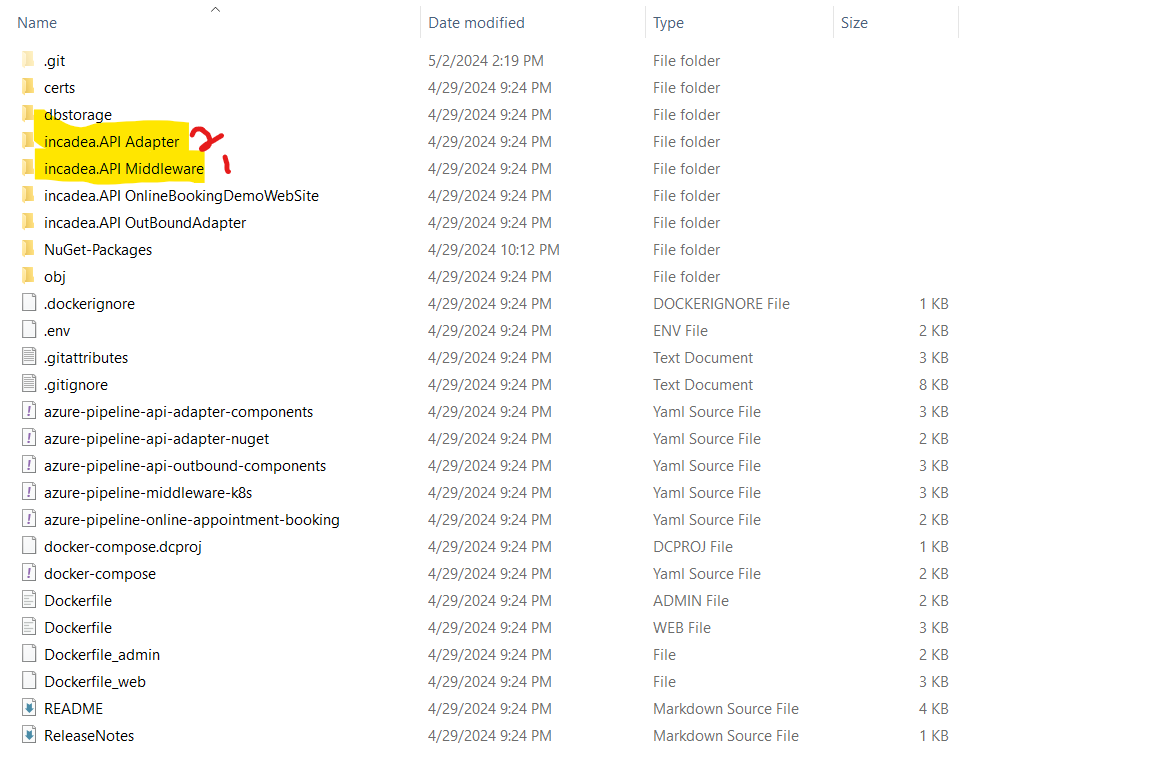 Name Date modified Type Size
.git 5/2/2024 2:19 PM File folder
certs 4/29/2024 9:24 PM File folder
dbstorage 4/29/2024 9:24 PM File folder
incadea.API Adapter 2 4/29/2024 9:24 PM File folder
incadea.API Middleware 1 4/29/2024 9:24 PM File folder
incadea.API OnlineBookingDemoWebSite 4/29/2024 9:24 PM File folder
incadea.API OutBoundAdapter 4/29/2024 9:24 PM File folder
NuGet-Packages 4/29/2024 10:12 PM File folder
obj 4/29/2024 9:24 PM File folder
.dockerignore 4/29/2024 9:24 PM DOCKERIGNORE File 1 KB
.env 4/29/2024 9:24 PM ENV File 2 KB
.gitattributes 4/29/2024 9:24 PM Text Document 3 KB
.gitignore 4/29/2024 9:24 PM Text Document 8 KB
azure-pipeline-api-adapter-components 4/29/2024 9:24 PM Yaml Source File 3 KB
azure-pipeline-api-adapter-nuget 4/29/2024 9:24 PM Yaml Source File 2 KB
azure-pipeline-api-outbound-components 4/29/2024 9:24 PM Yaml Source File 3 KB
azure-pipeline-middleware-k8s 4/29/2024 9:24 PM Yaml Source File 3 KB
azure-pipeline-online-appointment-booking 4/29/2024 9:24 PM Yaml Source File 2 KB
docker-compose.dcproj 4/29/2024 9:24 PM DCPROJ File 1 KB
docker-compose 4/29/2024 9:24 PM Yaml Source File 2 KB
Dockerfile 4/29/2024 9:24 PM ADMIN File 2 KB
Dockerfile 4/29/2024 9:24 PM WEB File 3 KB
Dockerfile_admin 4/29/2024 9:24 PM File 2 KB
Dockerfile_web 4/29/2024 9:24 PM File 3 KB
README 4/29/2024 9:24 PM Markdown Source File 4 KB
ReleaseNotes 4/29/2024 9:24 PM Markdown Source File 1 KB